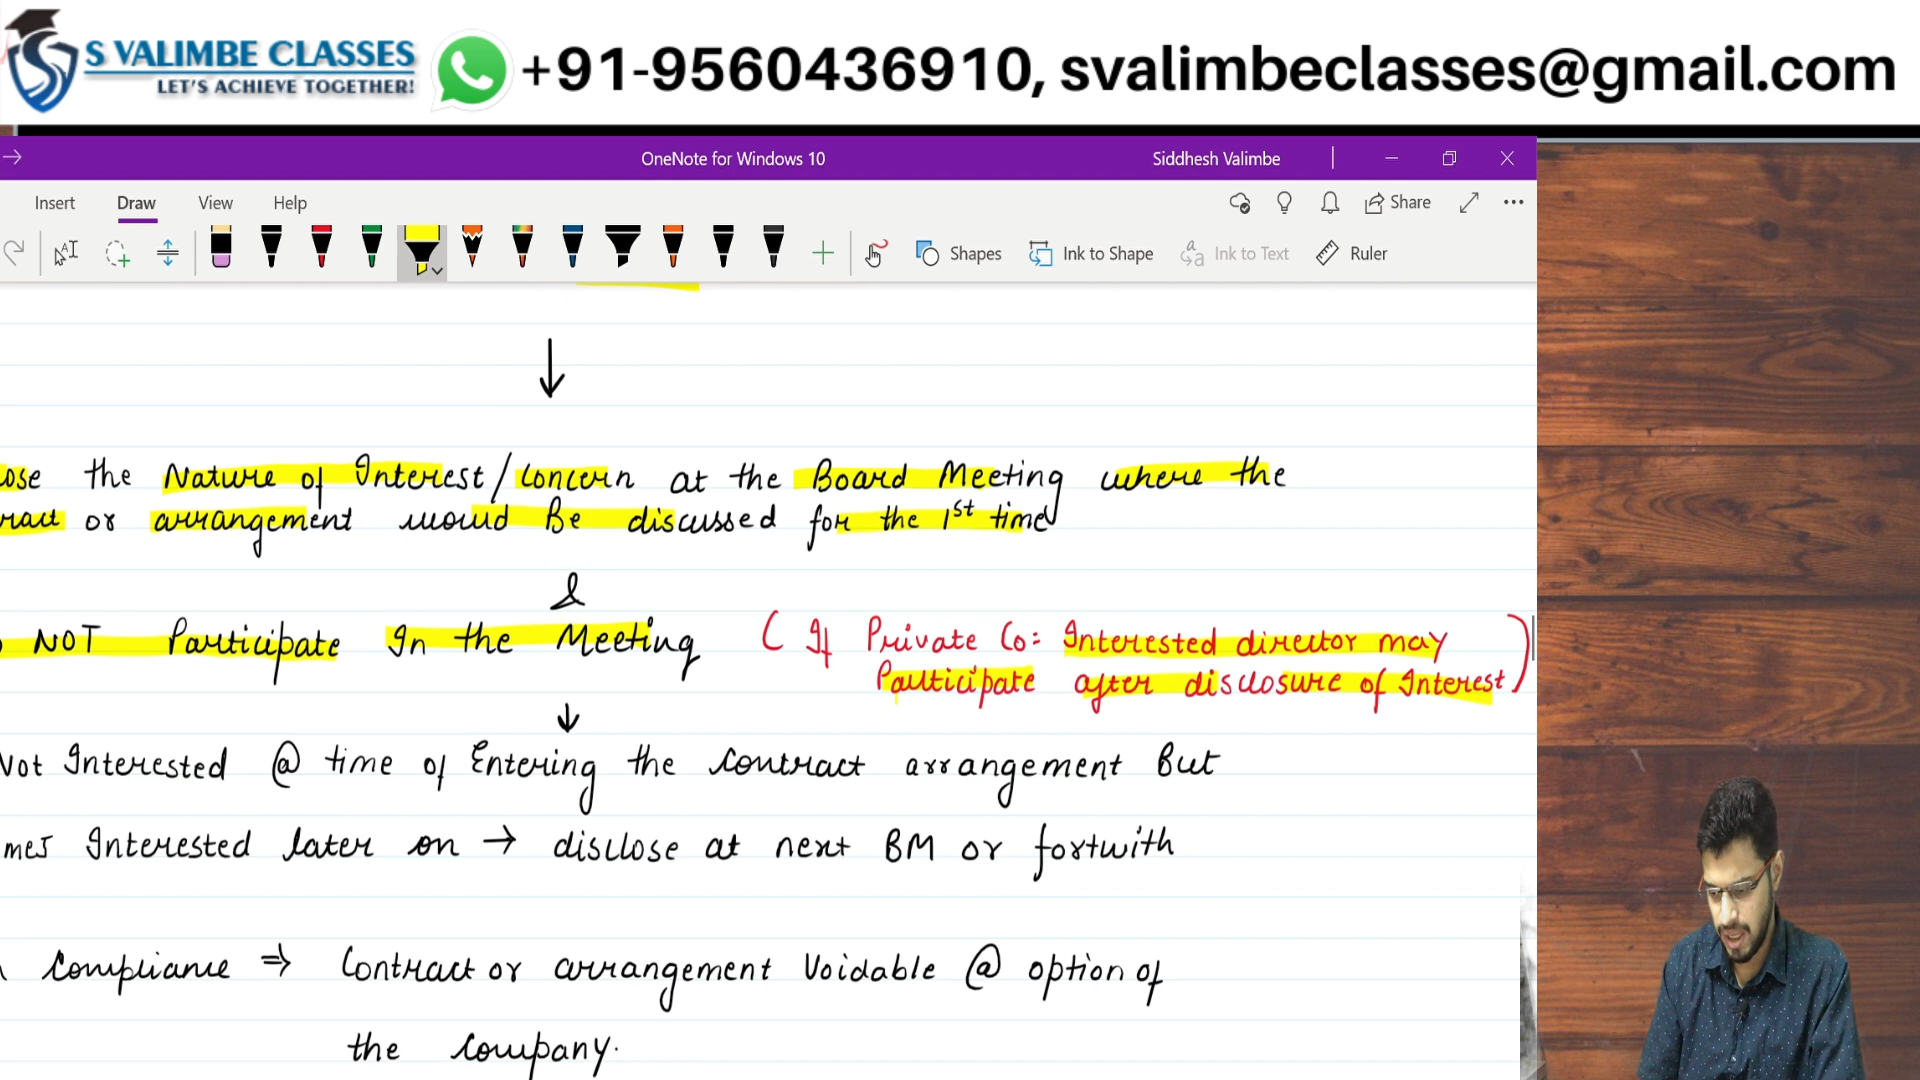 S VALIMBE CLASSES
LET'S ACHIEVE TOGETHER!
+91-9560436910, svalimbeclasses@gmail.com
OneNote for Windows 10
Siddhesh Valimbe
Insert Draw View Help
Share
Shapes Ink to Shape Ink to Text Ruler
ose the Nature of Interest / Concern at the Board Meeting where the
ract or arrangement would Be discussed for the 1st time
&
NOT Participate In the Meeting ( If Private Co: Interested director may
Participate after disclosure of Interest )
Not Interested @ time of Entering the contract arrangement But
mes Interested later on → disclose at next BM or fortwith
Compliance ⇒ Contract or arrangement Voidable @ option of
the company.